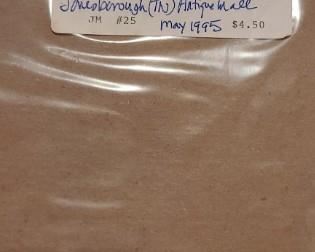 Jonesborough (TN) Antique Mall
JM #25
May 1995 $4.50